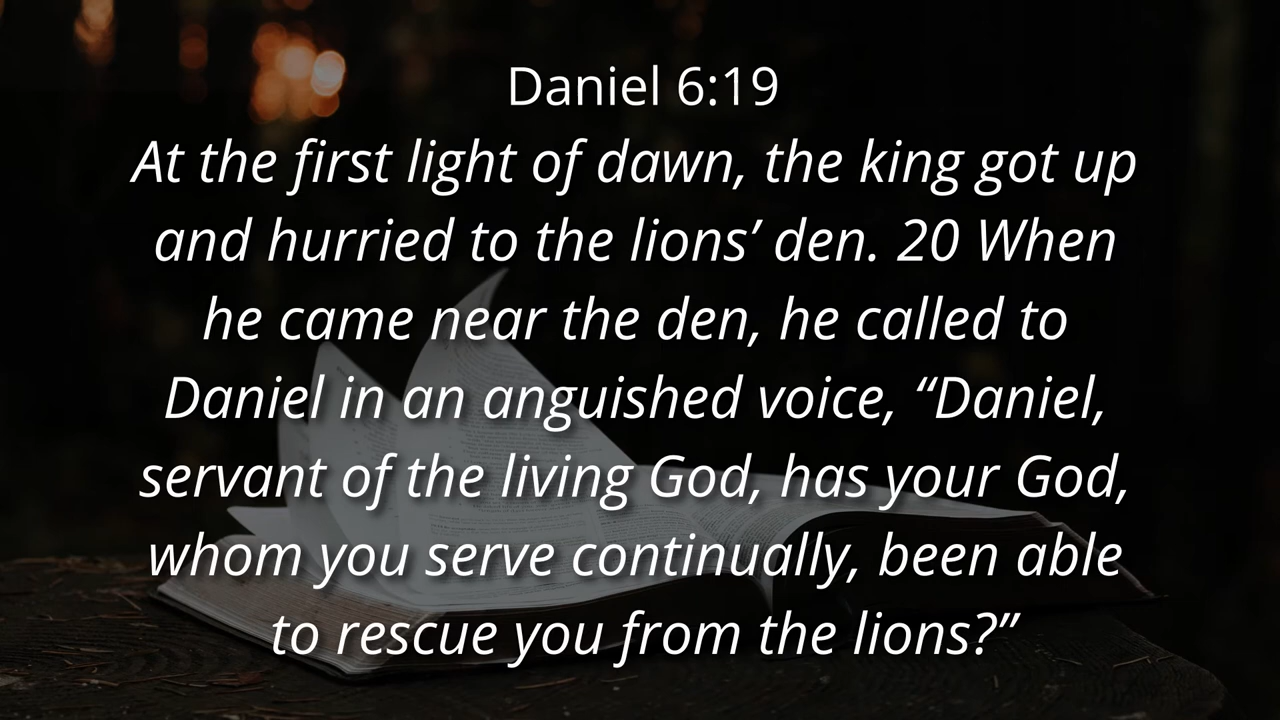 Daniel 6:19
At the first light of dawn, the king got up
and hurried to the lions’ den. 20 When
he came near the den, he called to
Daniel in an anguished voice, “Daniel,
servant of the living God, has your God,
whom you serve continually, been able
to rescue you from the lions?”